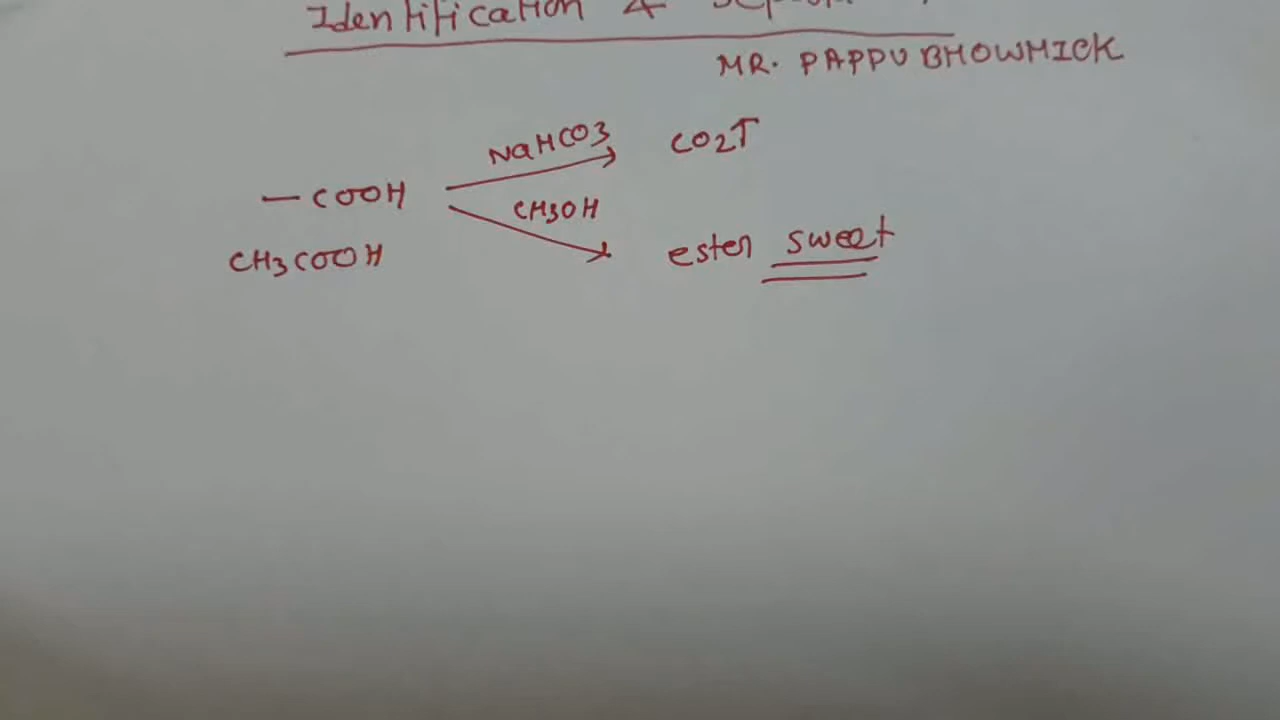 Identification &
MR. PAPPU BHOWMICK
NaHCO3 CO2↑
—COOH
CH3OH
CH3COOH ester sweet